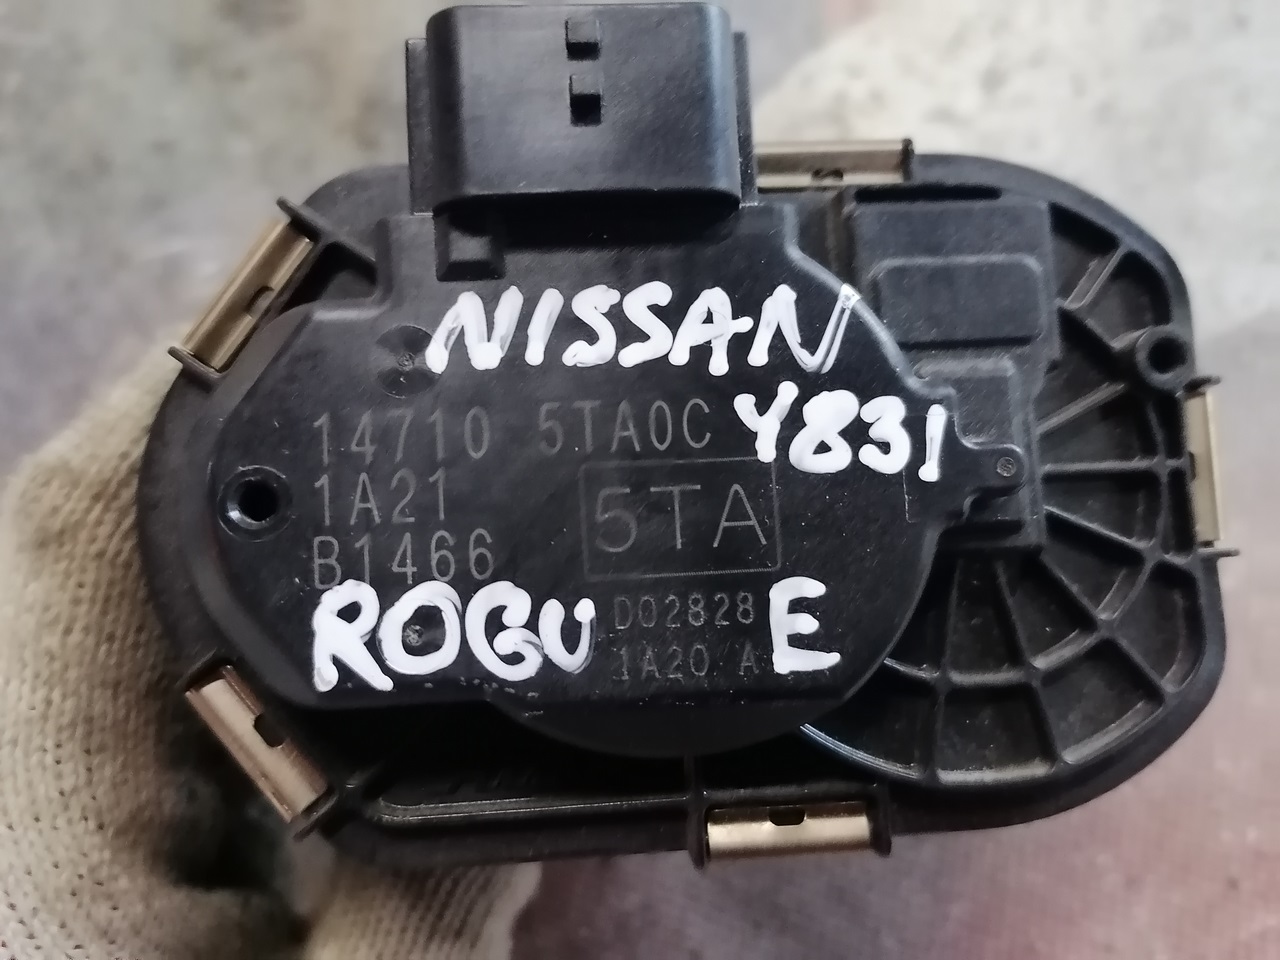 NISSAN
14710 5TA0C Y831
1A21
B1466
5TA
ROGU E
D02828
1A20 A